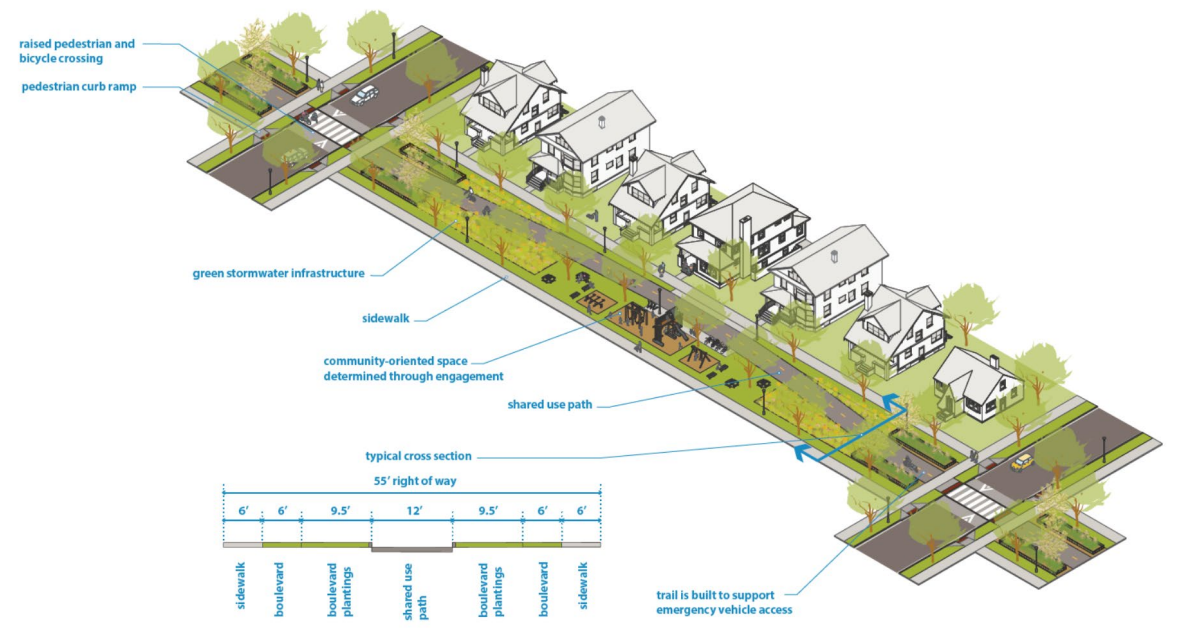 raised pedestrian and
bicycle crossing
pedestrian curb ramp
green stormwater infrastructure
sidewalk
community-oriented space
determined through engagement
shared use path
typical cross section
55’ right of way
6’ 6’ 9.5’ 12’ 9.5’ 6’ 6’
sidewalk
boulevard
boulevard
plantings
shared use
path
boulevard
plantings
boulevard
sidewalk
trail is built to support
emergency vehicle access